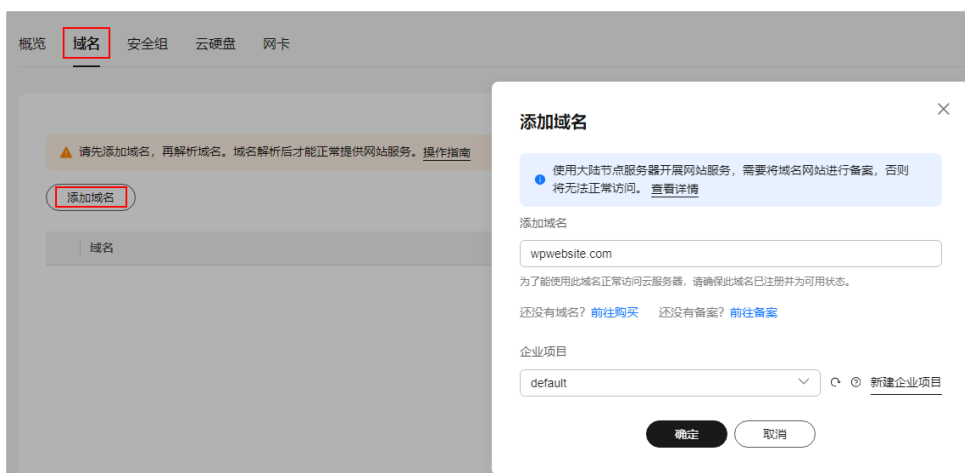 概览 域名 安全组 云硬盘 网卡
请先添加域名，再解析域名。域名解析后才能正常提供网站服务。操作指南
添加域名
域名
添加域名
使用大陆节点服务器开展网站服务，需要将域名网站进行备案，否则
将无法正常访问。 查看详情
添加域名
wpwebsite.com
为了能使用此域名正常访问云服务器，请确保此域名已注册并为可用状态。
还没有域名？前往购买 还没有备案？前往备案
企业项目
default 新建企业项目
确定 取消